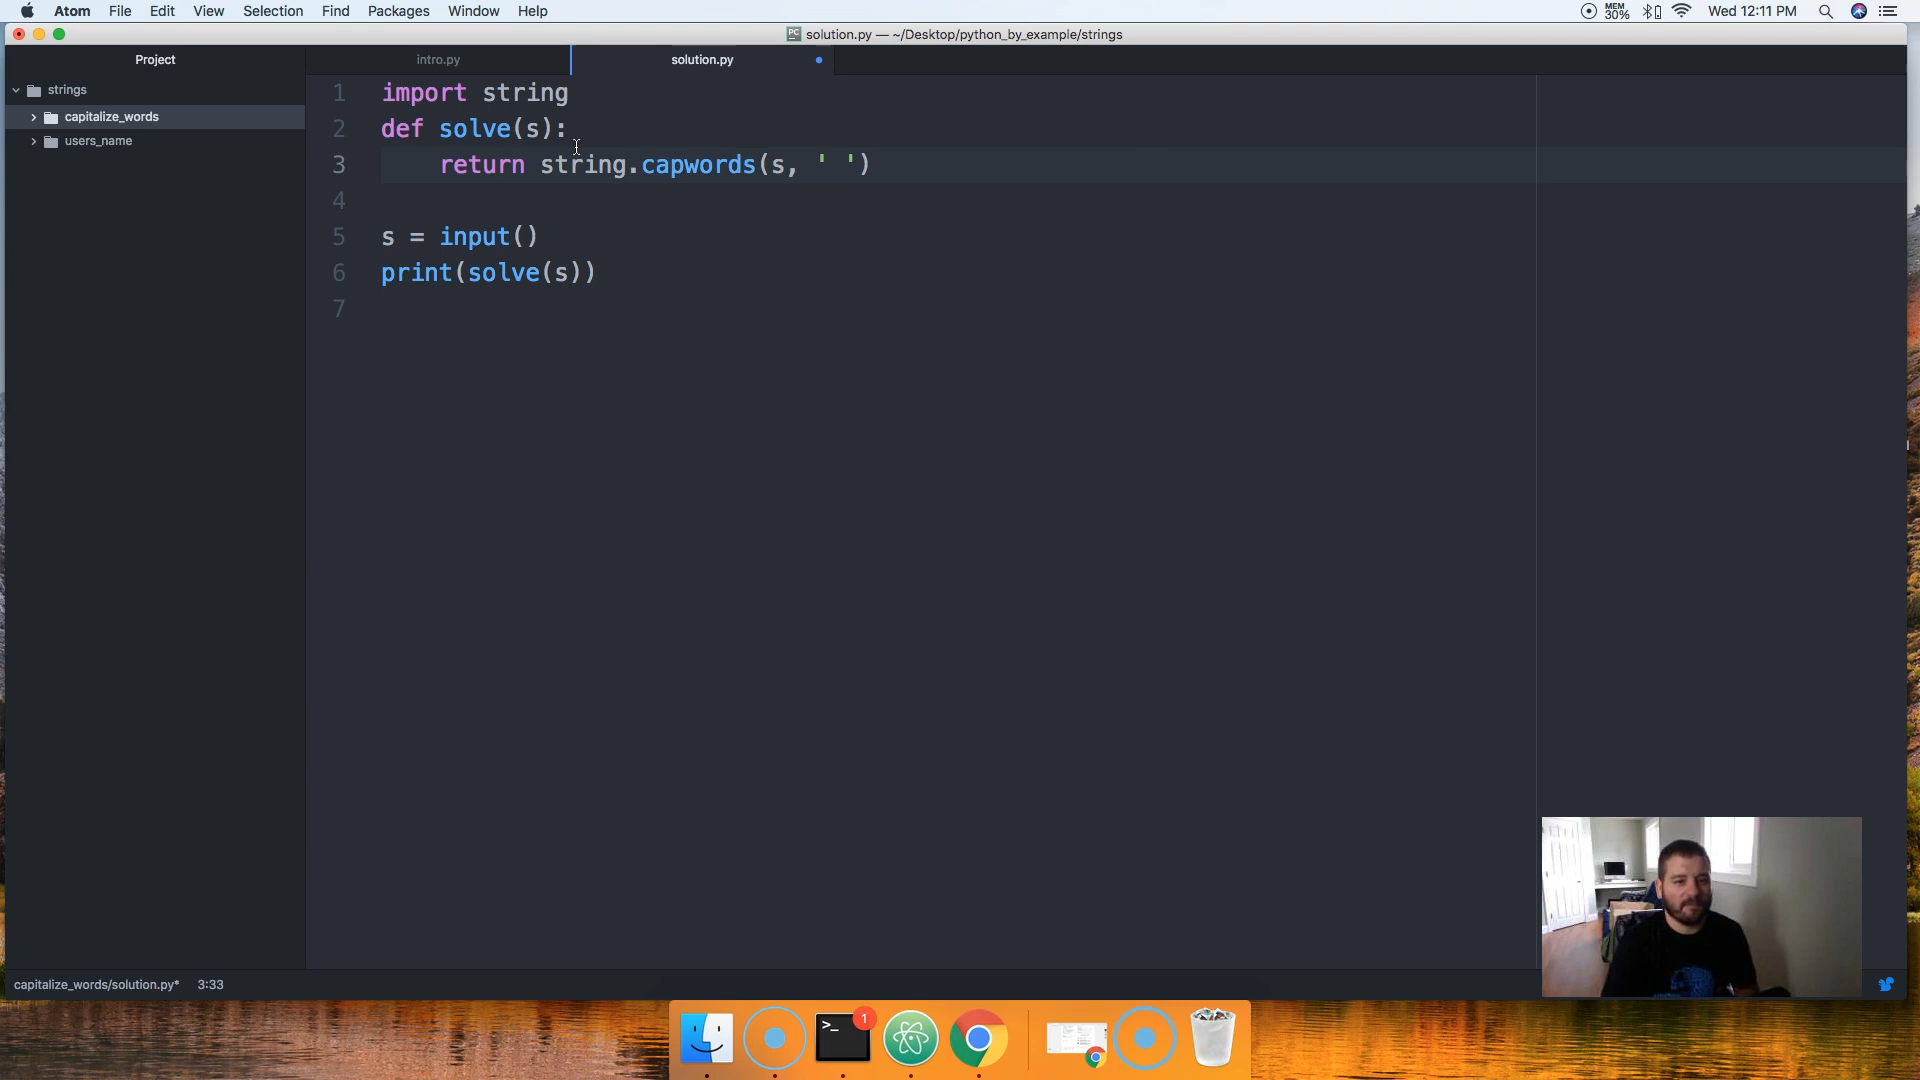 Atom File Edit View Selection Find Packages Window Help MEM 30% Wed 12:11 PM
solution.py — ~/Desktop/python_by_example/strings
Project intro.py solution.py
strings
capitalize_words
users_name
1 import string
2 def solve(s):
3 return string.capwords(s, ' ')
4
5 s = input()
6 print(solve(s))
7
capitalize_words/solution.py* 3:33
>_ 1